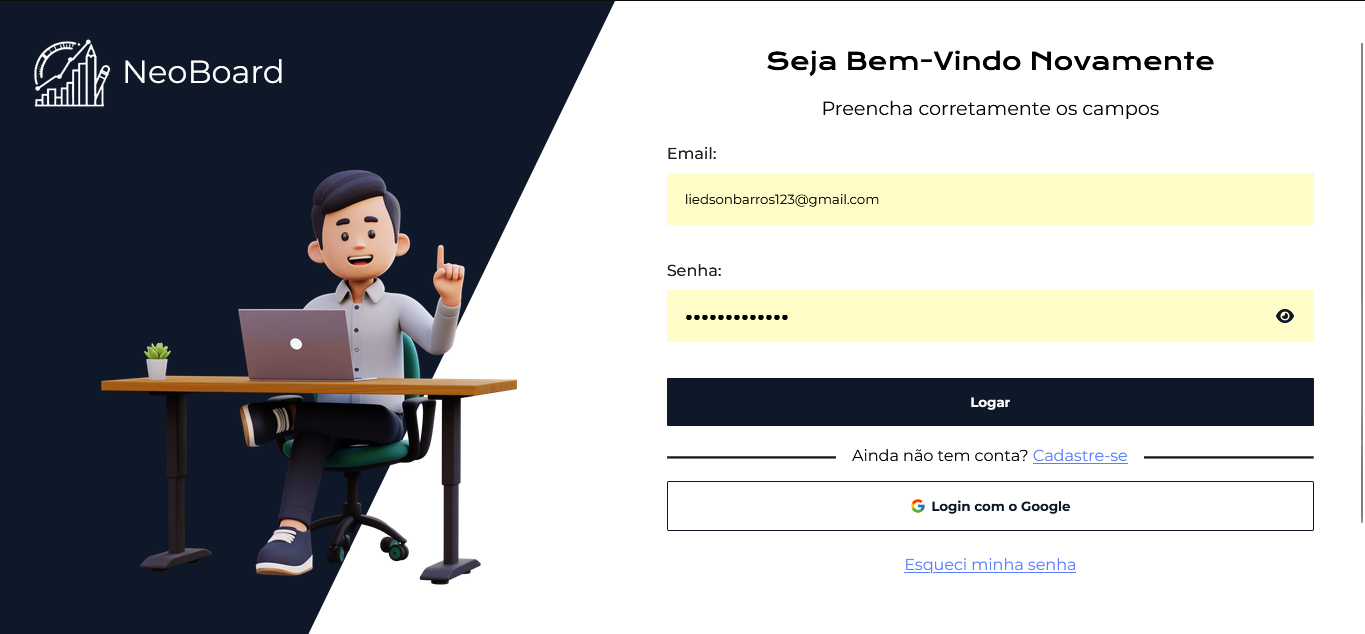 NeoBoard
Seja Bem-Vindo Novamente
Preencha corretamente os campos
Email:
liedsonbarros123@gmail.com
Senha:
•••••••••••••
Logar
Ainda não tem conta? Cadastre-se
Login com o Google
Esqueci minha senha